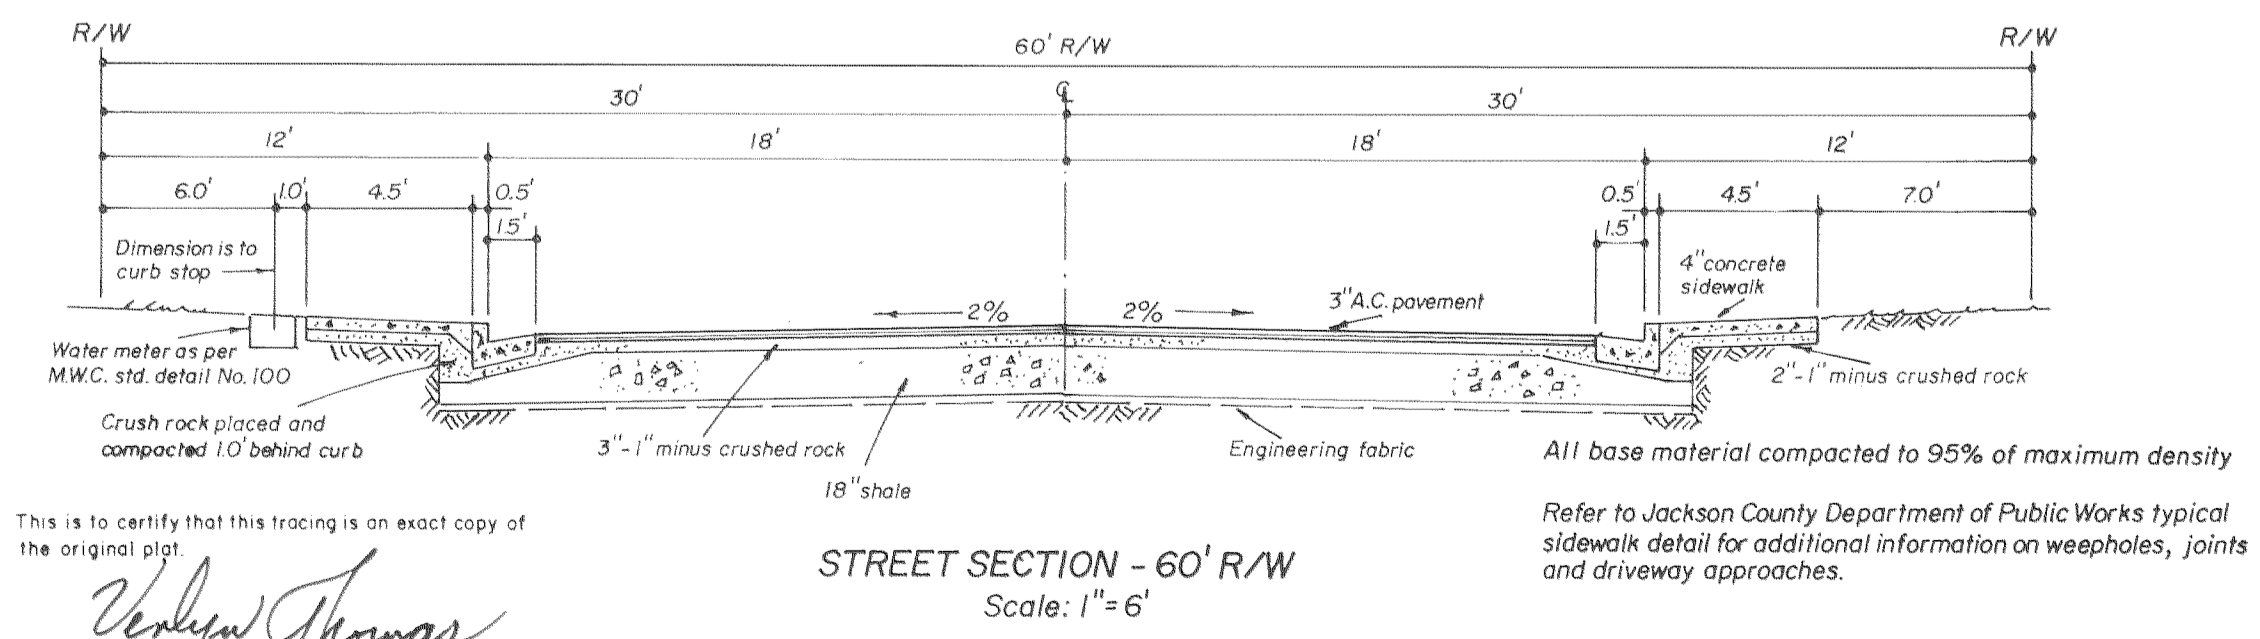 R/W
R/W
60' R/W
30'
℄
30'
12'
18'
18'
12'
6.0'
1.0'
4.5'
0.5'
0.5'
4.5'
7.0'
1.5'
1.5'
Dimension is to
curb stop
4" concrete
sidewalk
2%
2%
3" A.C. pavement
Water meter as per
M.W.C. std. detail No. 100
2"-1" minus crushed rock
Crush rock placed and
compacted 1.0' behind curb
3"-1" minus crushed rock
Engineering fabric
18" shale
All base material compacted to 95% of maximum density
Refer to Jackson County Department of Public Works typical
sidewalk detail for additional information on weepholes, joints
and driveway approaches.
This is to certify that this tracing is an exact copy of
the original plat.
Verlyn Thomas
STREET SECTION - 60' R/W
Scale: 1"= 6'